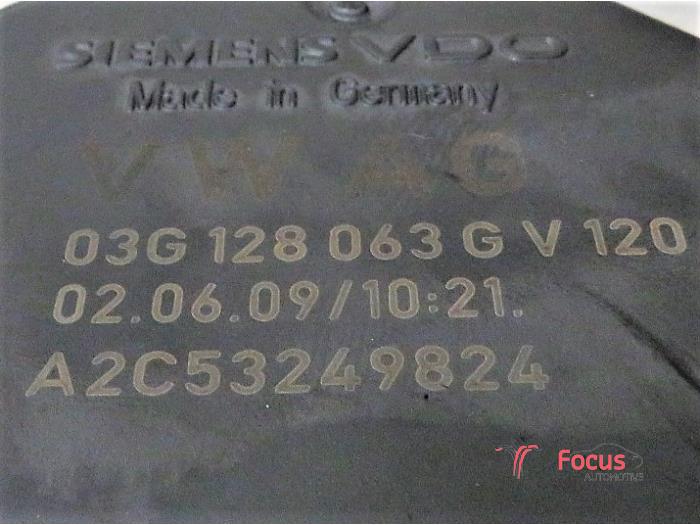 SIEMENS VDO
Made in Germany
VW AG
03G 128 063 G V 120
02.06.09/10:21.
A2C53249824
Focus
AUTOMOTIVE